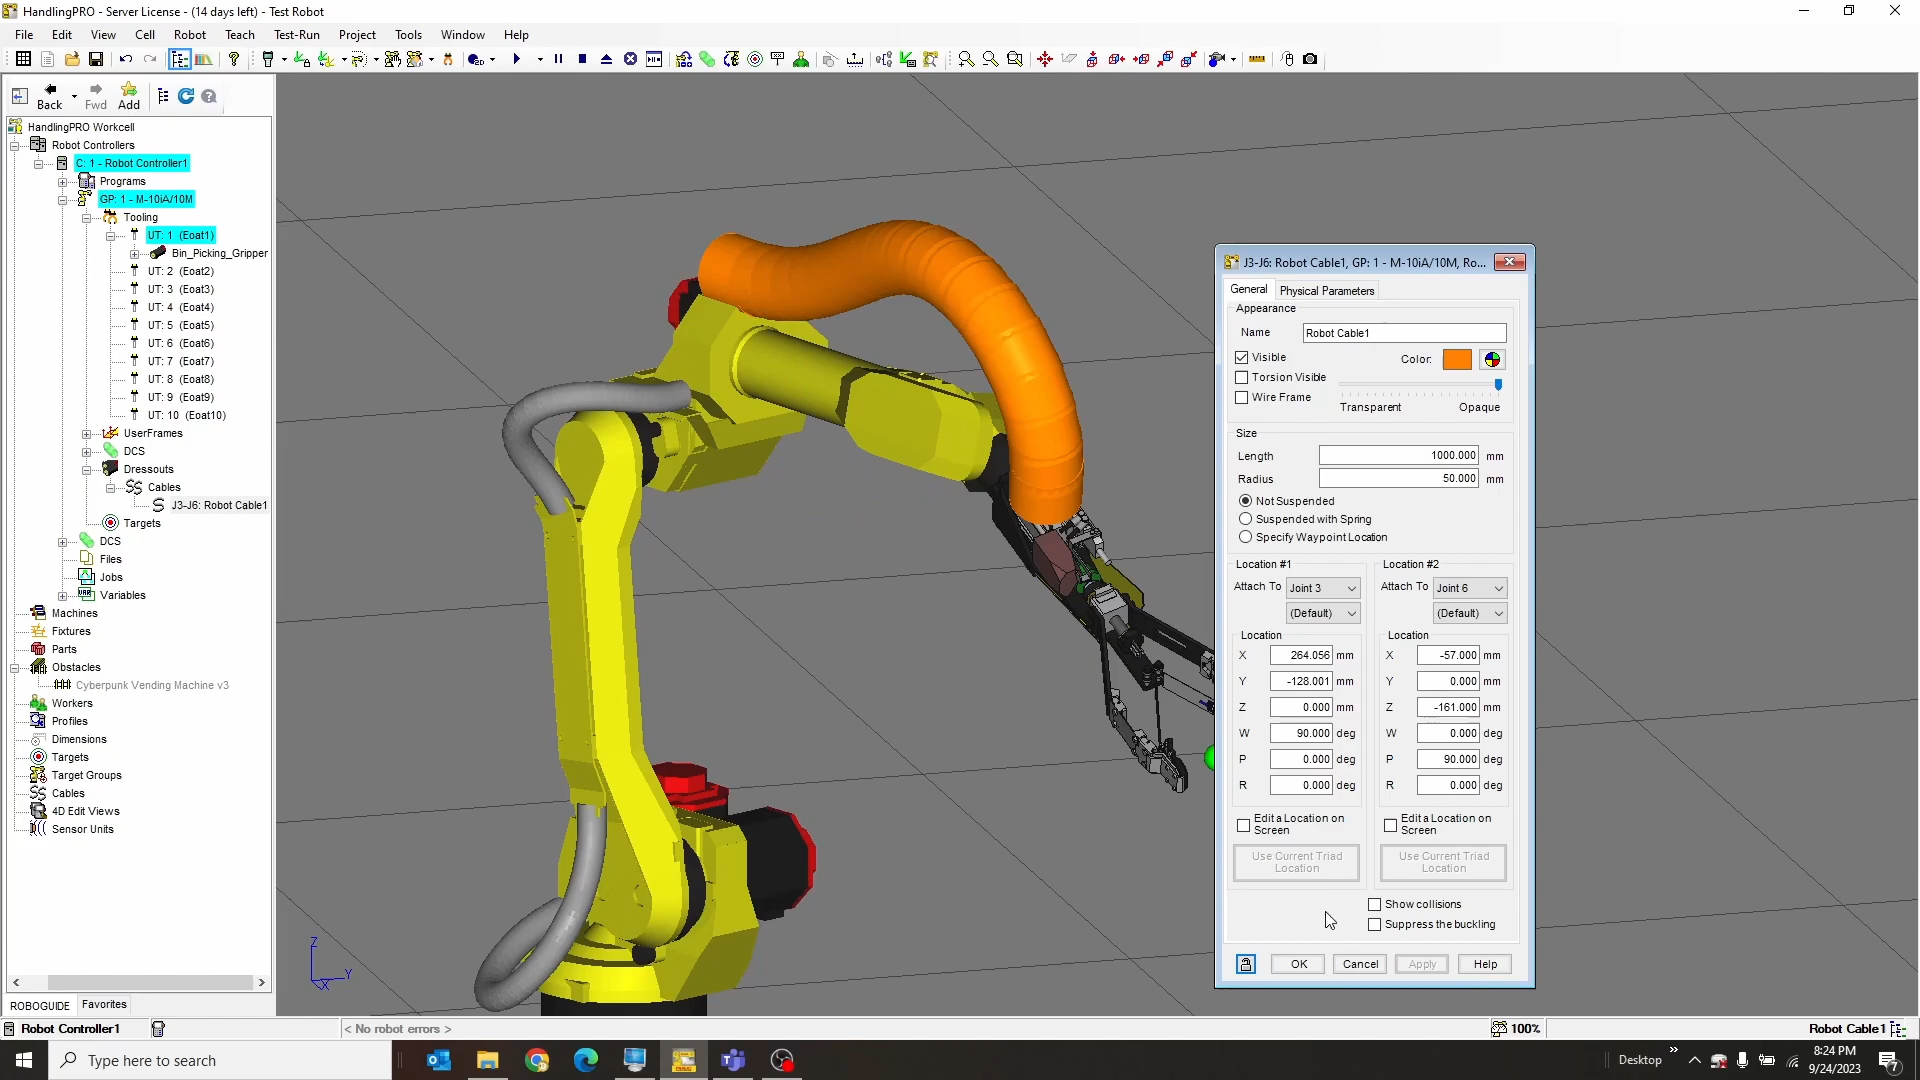 HandlingPRO - Server License - (14 days left) - Test Robot
File Edit View Cell Robot Teach Test-Run Project Tools Window Help
Back Fwd Add
HandlingPRO Workcell
Robot Controllers
C: 1 - Robot Controller1
Programs
GP: 1 - M-10iA/10M
Tooling
UT: 1 (Eoat1)
Bin_Picking_Gripper
UT: 2 (Eoat2)
UT: 3 (Eoat3)
UT: 4 (Eoat4)
UT: 5 (Eoat5)
UT: 6 (Eoat6)
UT: 7 (Eoat7)
UT: 8 (Eoat8)
UT: 9 (Eoat9)
UT: 10 (Eoat10)
UserFrames
DCS
Dressouts
Cables
J3-J6: Robot Cable1
Targets
DCS
Files
Jobs
Variables
Machines
Fixtures
Parts
Obstacles
Cyberpunk Vending Machine v3
Workers
Profiles
Dimensions
Targets
Target Groups
Cables
4D Edit Views
Sensor Units
ROBOGUIDE Favorites
Z
Y
X
J3-J6: Robot Cable1, GP: 1 - M-10iA/10M, Ro...
General Physical Parameters
Appearance
Name Robot Cable1
Visible Color:
Torsion Visible
Wire Frame
Transparent Opaque
Size
Length 1000.000 mm
Radius 50.000 mm
Not Suspended
Suspended with Spring
Specify Waypoint Location
Location #1 Location #2
Attach To Joint 3 Attach To Joint 6
(Default) (Default)
Location Location
X 264.056 mm X -57.000 mm
Y -128.001 mm Y 0.000 mm
Z 0.000 mm Z -161.000 mm
W 90.000 deg W 0.000 deg
P 0.000 deg P 90.000 deg
R 0.000 deg R 0.000 deg
Edit a Location on Screen Edit a Location on Screen
Use Current Triad Location Use Current Triad Location
Show collisions
Suppress the buckling
OK Cancel Apply Help
Robot Controller1 < No robot errors > 100% Robot Cable1
Type here to search Desktop 8:24 PM
9/24/2023 7